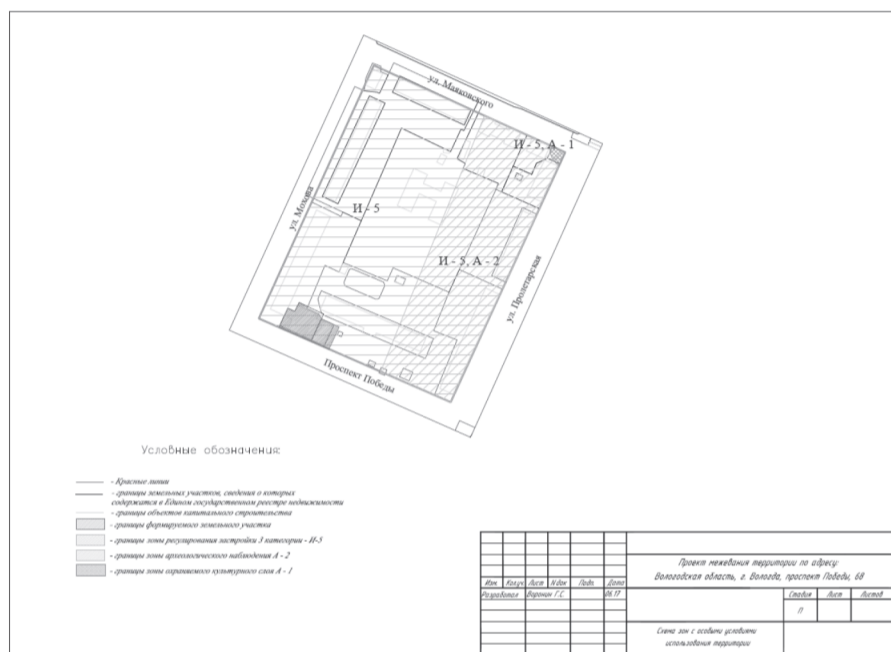 ул. Маяковского
И - 5, А - 1
ул. Мохова
И - 5
И - 5, А - 2
ул. Пролетарская
Проспект Победы
Условные обозначения:
- Красные линии
- границы земельных участков, сведения о которых
содержатся в Едином государственном реестре недвижимости
- границы объектов капитального строительства
- границы формируемого земельного участка
- границы зоны регулирования застройки 3 категории - И-5
- границы зоны археологического наблюдения А - 2
- границы зоны охраняемого культурного слоя А - 1
Проект межевания территории по адресу:
Вологодская область, г. Вологда, проспект Победы, 68
Изм. Кол.уч Лист N док Подп. Дата
Разработал Воронин Г.С. 06.17
Стадия Лист Листов
П
Схема зон с особыми условиями
использования территории